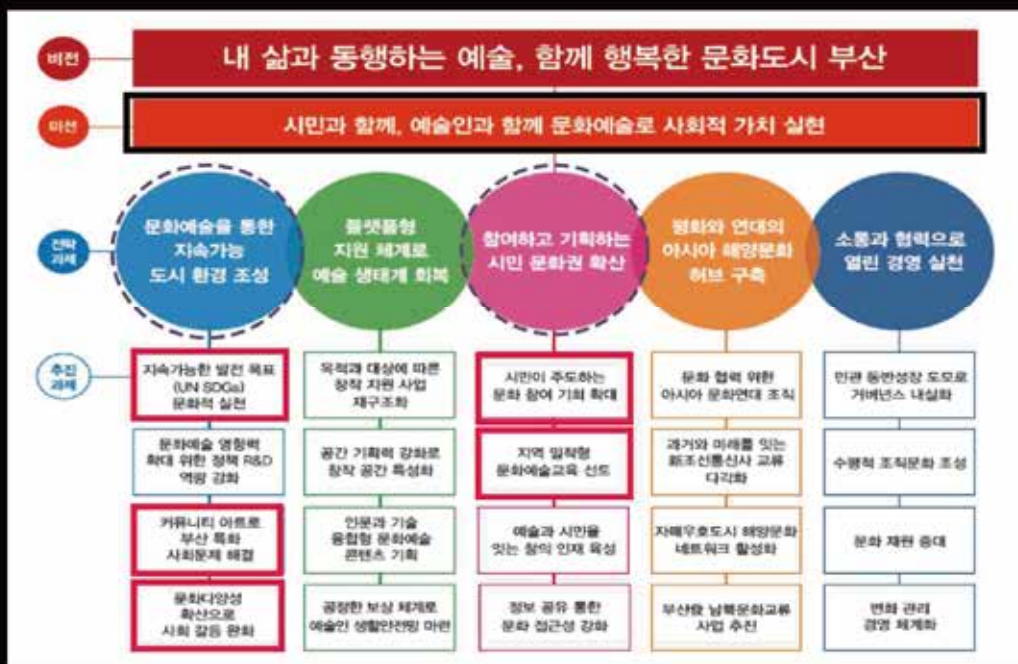 비전
내 삶과 동행하는 예술, 함께 행복한 문화도시 부산
미션
시민과 함께, 예술인과 함께 문화예술로 사회적 가치 실현
전략
과제
문화예술을 통한
지속가능
도시 환경 조성
플랫폼형
지원 체계로
예술 생태계 회복
참여하고 기획하는
시민 문화권 확산
평화와 연대의
아시아 해양문화
허브 구축
소통과 협력으로
열린 경영 실천
추진
과제
지속가능한 발전 목표
(UN SDGs)
문화적 실천
목적과 대상에 따른
창작 지원 사업
재구조화
시민이 주도하는
문화 참여 기회 확대
문화 협력 위한
아시아 문화연대 조직
민관 동반성장 도모로
거버넌스 내실화
문화예술 영향력
확대 위한 정책 R&D
역량 강화
공간 기획력 강화로
창작 공간 특성화
지역 밀착형
문화예술교육 선도
과거와 미래를 잇는
新조선통신사 교류
다각화
수평적 조직문화 조성
커뮤니티 아트로
부산 특화
사회문제 해결
인문과 기술
융합형 문화예술
콘텐츠 기획
예술과 시민을
잇는 창의 인재 육성
자매우호도시 해양문화
네트워크 활성화
문화 재원 증대
문화다양성
확산으로
사회 갈등 완화
공정한 보상 체계로
예술인 생활안전망 마련
정보 공유 통한
문화 접근성 강화
부산發 남북문화교류
사업 추진
변화 관리
경영 체계화